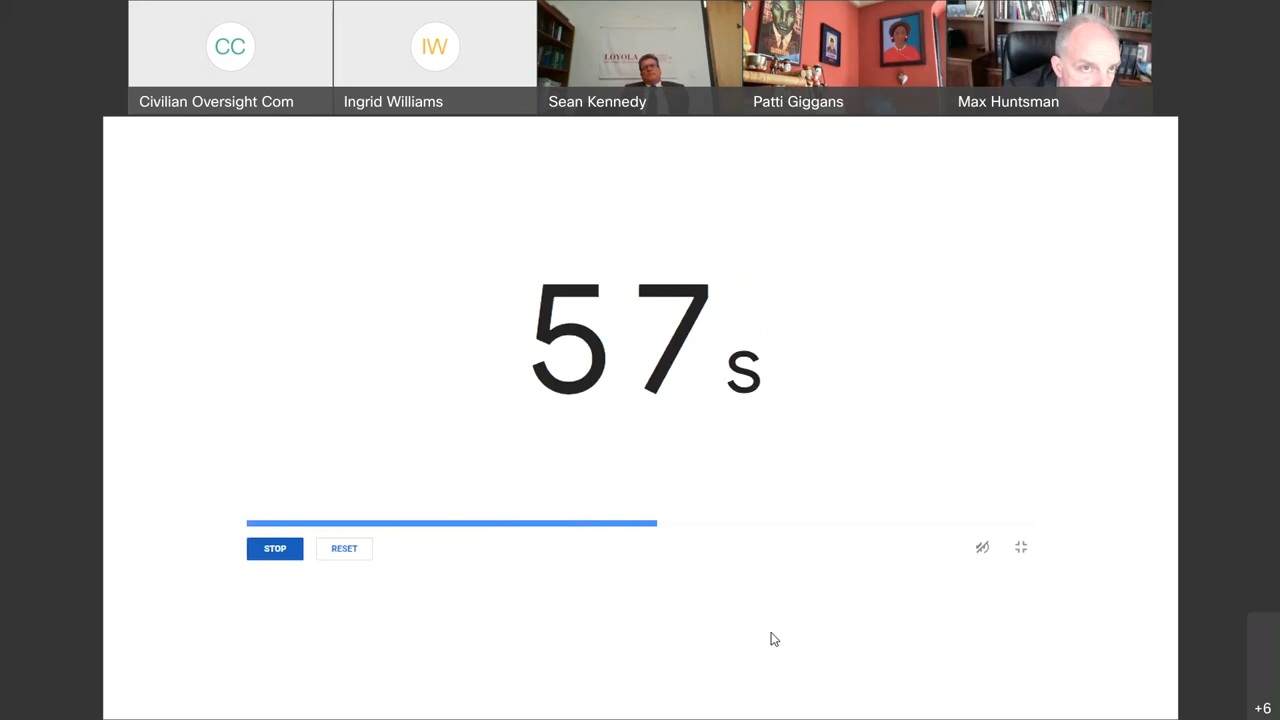 CC
IW
LOYOLA
Civilian Oversight Com
Ingrid Williams
Sean Kennedy
Patti Giggans
Max Huntsman
57s
STOP
RESET
+6